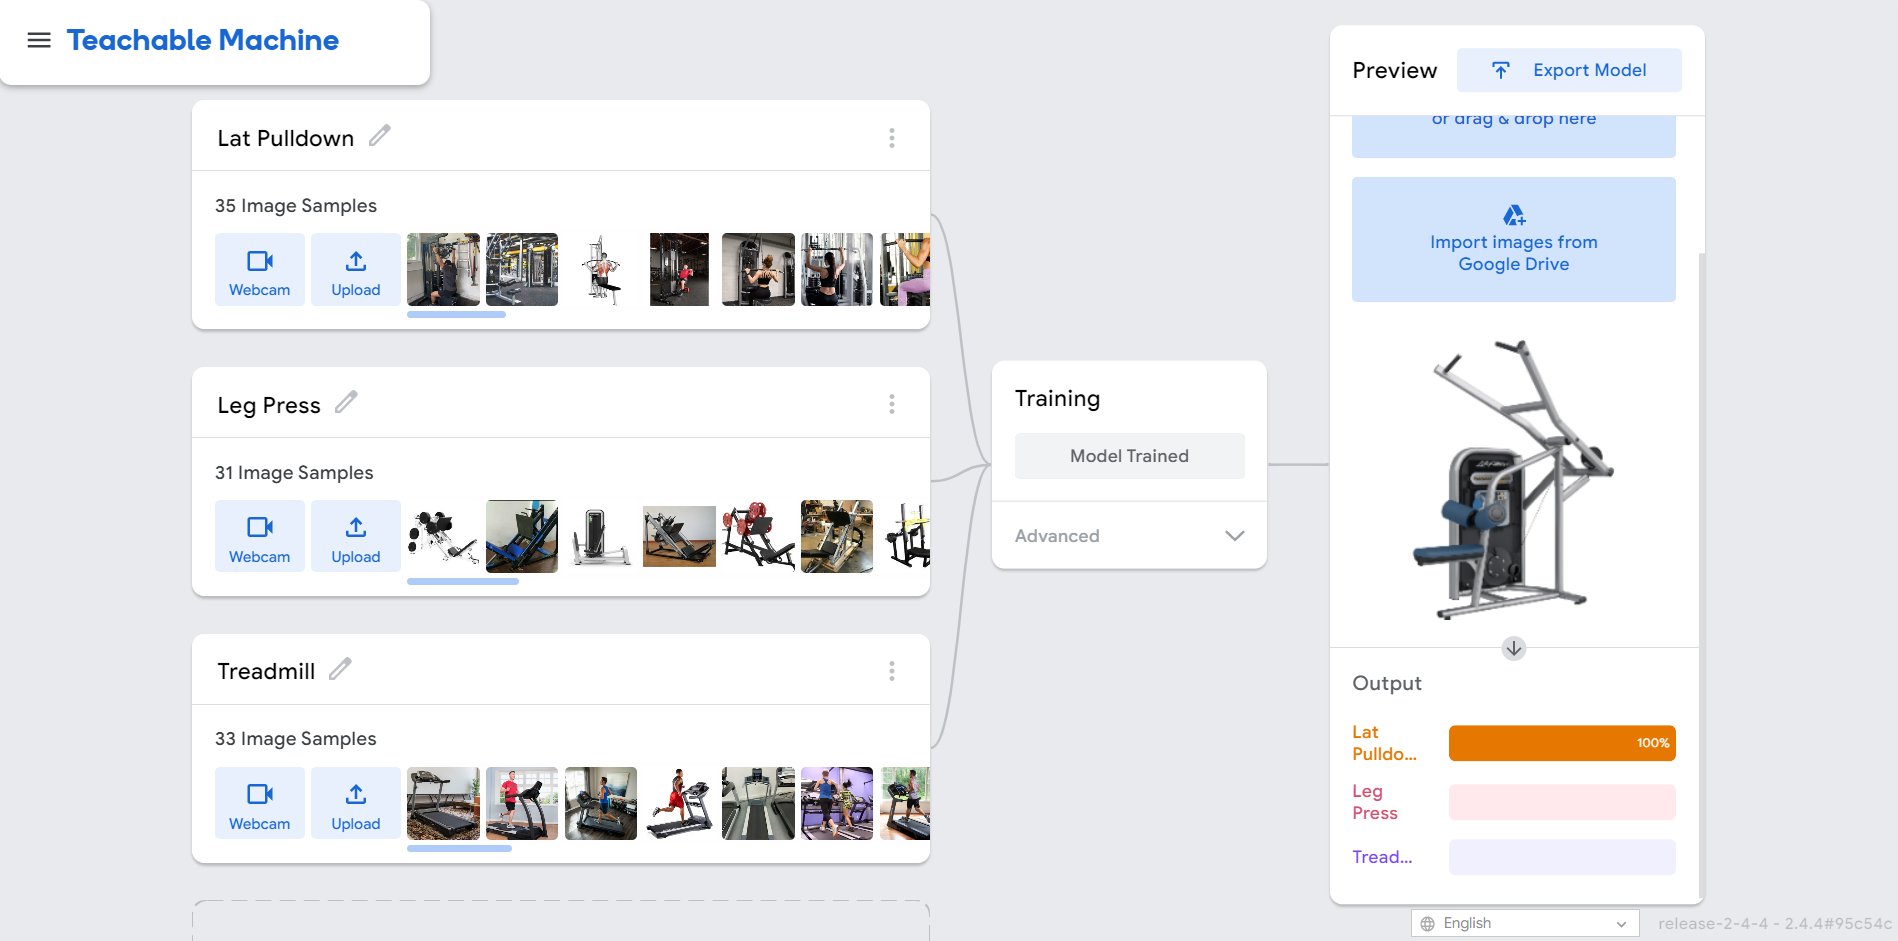 Teachable Machine
Lat Pulldown
35 Image Samples
Webcam
Upload
Leg Press
31 Image Samples
Webcam
Upload
Treadmill
33 Image Samples
Webcam
Upload
Training
Model Trained
Advanced
Preview
Export Model
or drag & drop here
Import images from
Google Drive
Output
Lat
Pulldo...
100%
Leg
Press
Tread...
English
release-2-4-4 - 2.4.4#95c54c